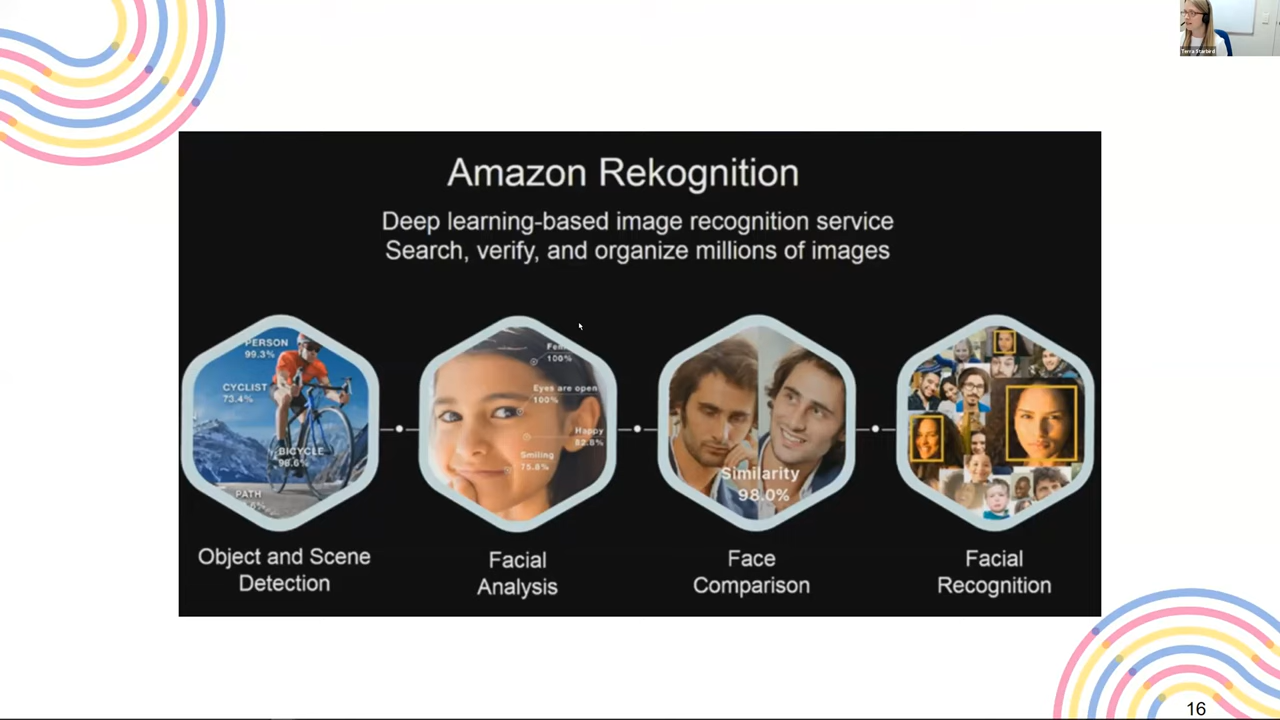 Amazon Rekognition
Deep learning-based image recognition service
Search, verify, and organize millions of images
PERSON
99.3%
CYCLIST
73.4%
BICYCLE
98.6%
PATH
100%
Eyes are open
100%
Happy
Smiling
75.8%
Similarity
98.0%
Object and Scene
Detection
Facial
Analysis
Face
Comparison
Facial
Recognition
16